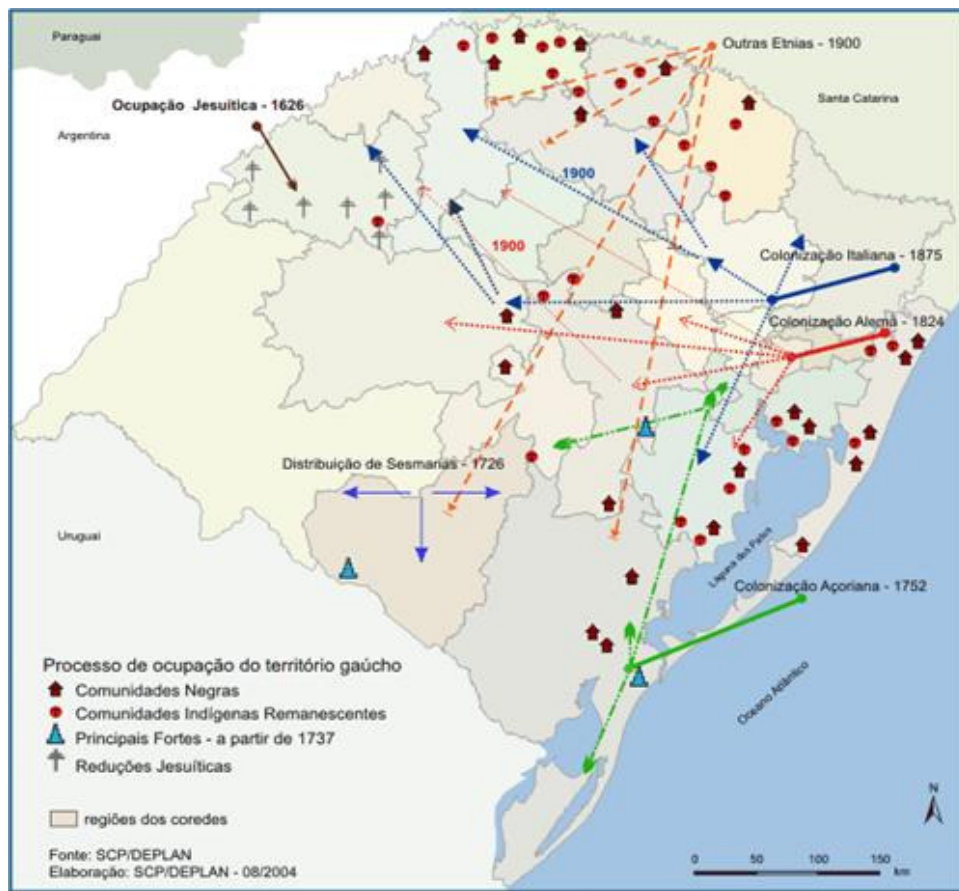 Paraguai
Outras Etnias - 1900
Ocupação Jesuítica - 1626
Santa Catarina
Argentina
1900
1900
Colonização Italiana - 1875
Colonização Alemã - 1824
Distribuição de Sesmarias - 1726
Uruguai
Laguna dos Patos
Colonização Açoriana - 1752
Oceano Atlântico
Processo de ocupação do território gaúcho
Comunidades Negras
Comunidades Indígenas Remanescentes
Principais Fortes - a partir de 1737
Reduções Jesuíticas
regiões dos coredes
Fonte: SCP/DEPLAN
Elaboração: SCP/DEPLAN - 08/2004
N
0 50 100 150
km